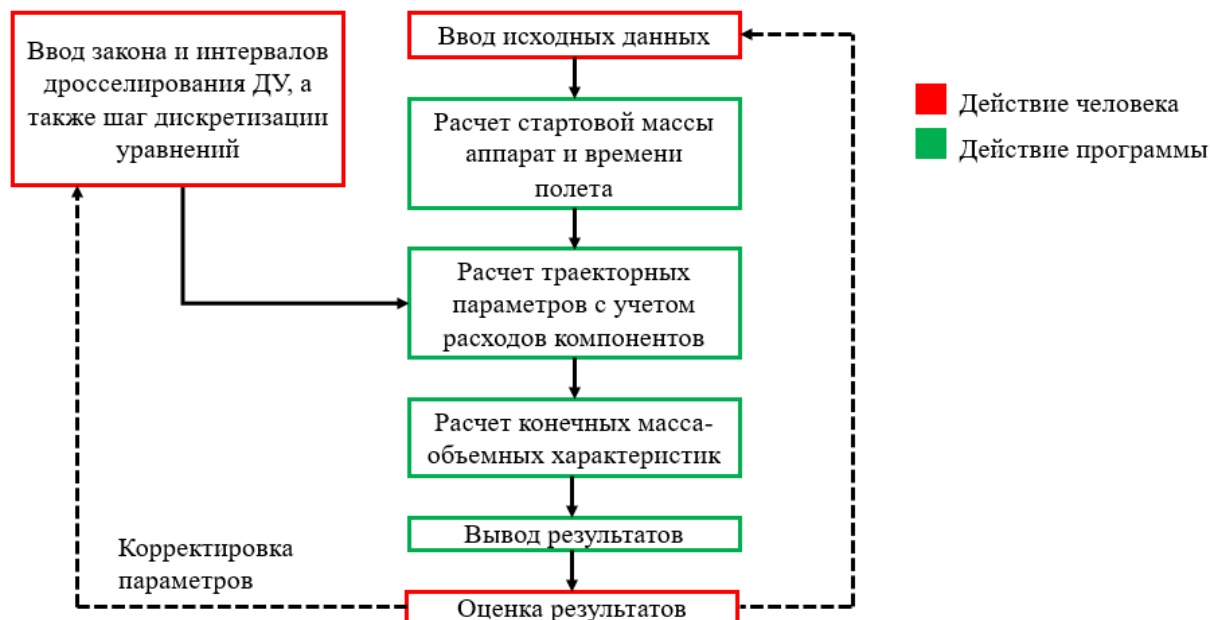 Ввод закона и интервалов
дросселирования ДУ, а
также шаг дискретизации
уравнений
Ввод исходных данных
Расчет стартовой массы
аппарат и времени
полета
Расчет траекторных
параметров с учетом
расходов компонентов
Расчет конечных масса-
объемных характеристик
Вывод результатов
Оценка результатов
Корректировка
параметров
Действие человека
Действие программы